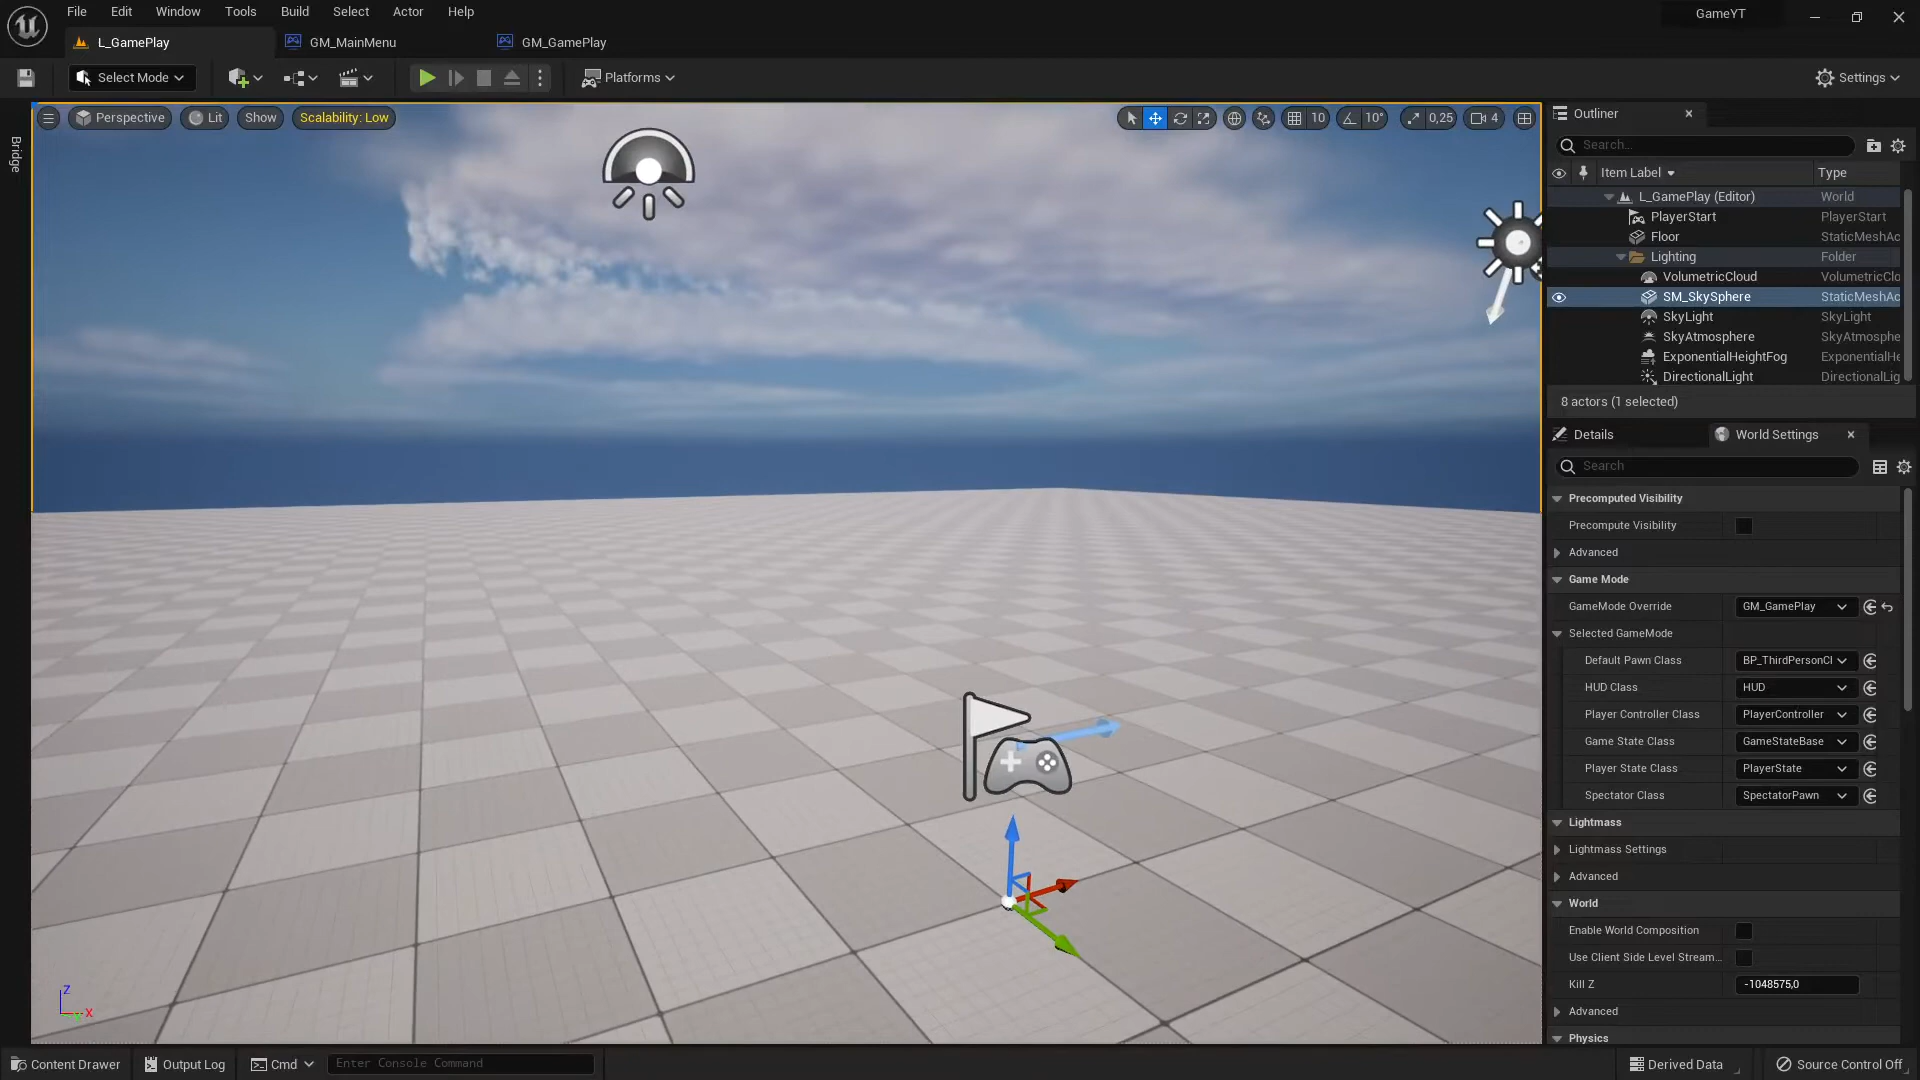 File Edit Window Tools Build Select Actor Help
GameYT
L_GamePlay GM_MainMenu GM_GamePlay
Select Mode Platforms Settings
Bridge
Perspective Lit Show Scalability: Low 10 10° 0,25 4
Outliner
Search...
Item Label Type
L_GamePlay (Editor) World
PlayerStart PlayerStart
Floor StaticMeshAc
Lighting Folder
VolumetricCloud VolumetricClo
SM_SkySphere StaticMeshAc
SkyLight SkyLight
SkyAtmosphere SkyAtmosphe
ExponentialHeightFog ExponentialHe
DirectionalLight DirectionalLig
8 actors (1 selected)
Details World Settings
Search
Precomputed Visibility
Precompute Visibility
Advanced
Game Mode
GameMode Override GM_GamePlay
Selected GameMode
Default Pawn Class BP_ThirdPersonCl
HUD Class HUD
Player Controller Class PlayerController
Game State Class GameStateBase
Player State Class PlayerState
Spectator Class SpectatorPawn
Lightmass
Lightmass Settings
Advanced
World
Enable World Composition
Use Client Side Level Stream...
Kill Z -1048575,0
Advanced
Physics
Z
X
Content Drawer Output Log Cmd Enter Console Command Derived Data Source Control Off